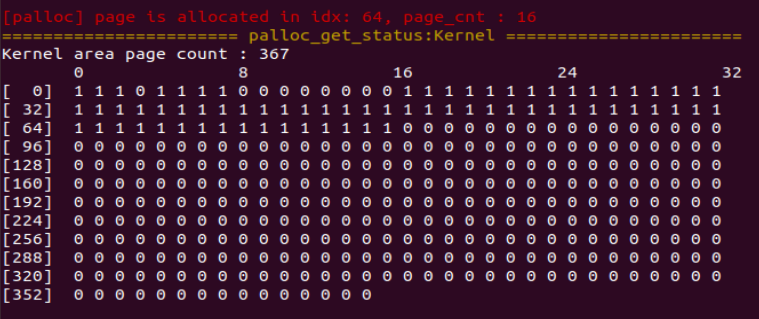 [palloc] page is allocated in idx: 64, page_cnt : 16
======================= palloc_get_status:Kernel =======================
Kernel area page count : 367
        0               8               16              24              32
[  0]  1 1 1 0 1 1 1 1 0 0 0 0 0 0 0 0 1 1 1 1 1 1 1 1 1 1 1 1 1 1 1 1
[ 32]  1 1 1 1 1 1 1 1 1 1 1 1 1 1 1 1 1 1 1 1 1 1 1 1 1 1 1 1 1 1 1 1
[ 64]  1 1 1 1 1 1 1 1 1 1 1 1 1 1 1 1 0 0 0 0 0 0 0 0 0 0 0 0 0 0 0 0
[ 96]  0 0 0 0 0 0 0 0 0 0 0 0 0 0 0 0 0 0 0 0 0 0 0 0 0 0 0 0 0 0 0 0
[128]  0 0 0 0 0 0 0 0 0 0 0 0 0 0 0 0 0 0 0 0 0 0 0 0 0 0 0 0 0 0 0 0
[160]  0 0 0 0 0 0 0 0 0 0 0 0 0 0 0 0 0 0 0 0 0 0 0 0 0 0 0 0 0 0 0 0
[192]  0 0 0 0 0 0 0 0 0 0 0 0 0 0 0 0 0 0 0 0 0 0 0 0 0 0 0 0 0 0 0 0
[224]  0 0 0 0 0 0 0 0 0 0 0 0 0 0 0 0 0 0 0 0 0 0 0 0 0 0 0 0 0 0 0 0
[256]  0 0 0 0 0 0 0 0 0 0 0 0 0 0 0 0 0 0 0 0 0 0 0 0 0 0 0 0 0 0 0 0
[288]  0 0 0 0 0 0 0 0 0 0 0 0 0 0 0 0 0 0 0 0 0 0 0 0 0 0 0 0 0 0 0 0
[320]  0 0 0 0 0 0 0 0 0 0 0 0 0 0 0 0 0 0 0 0 0 0 0 0 0 0 0 0 0 0 0 0
[352]  0 0 0 0 0 0 0 0 0 0 0 0 0 0 0